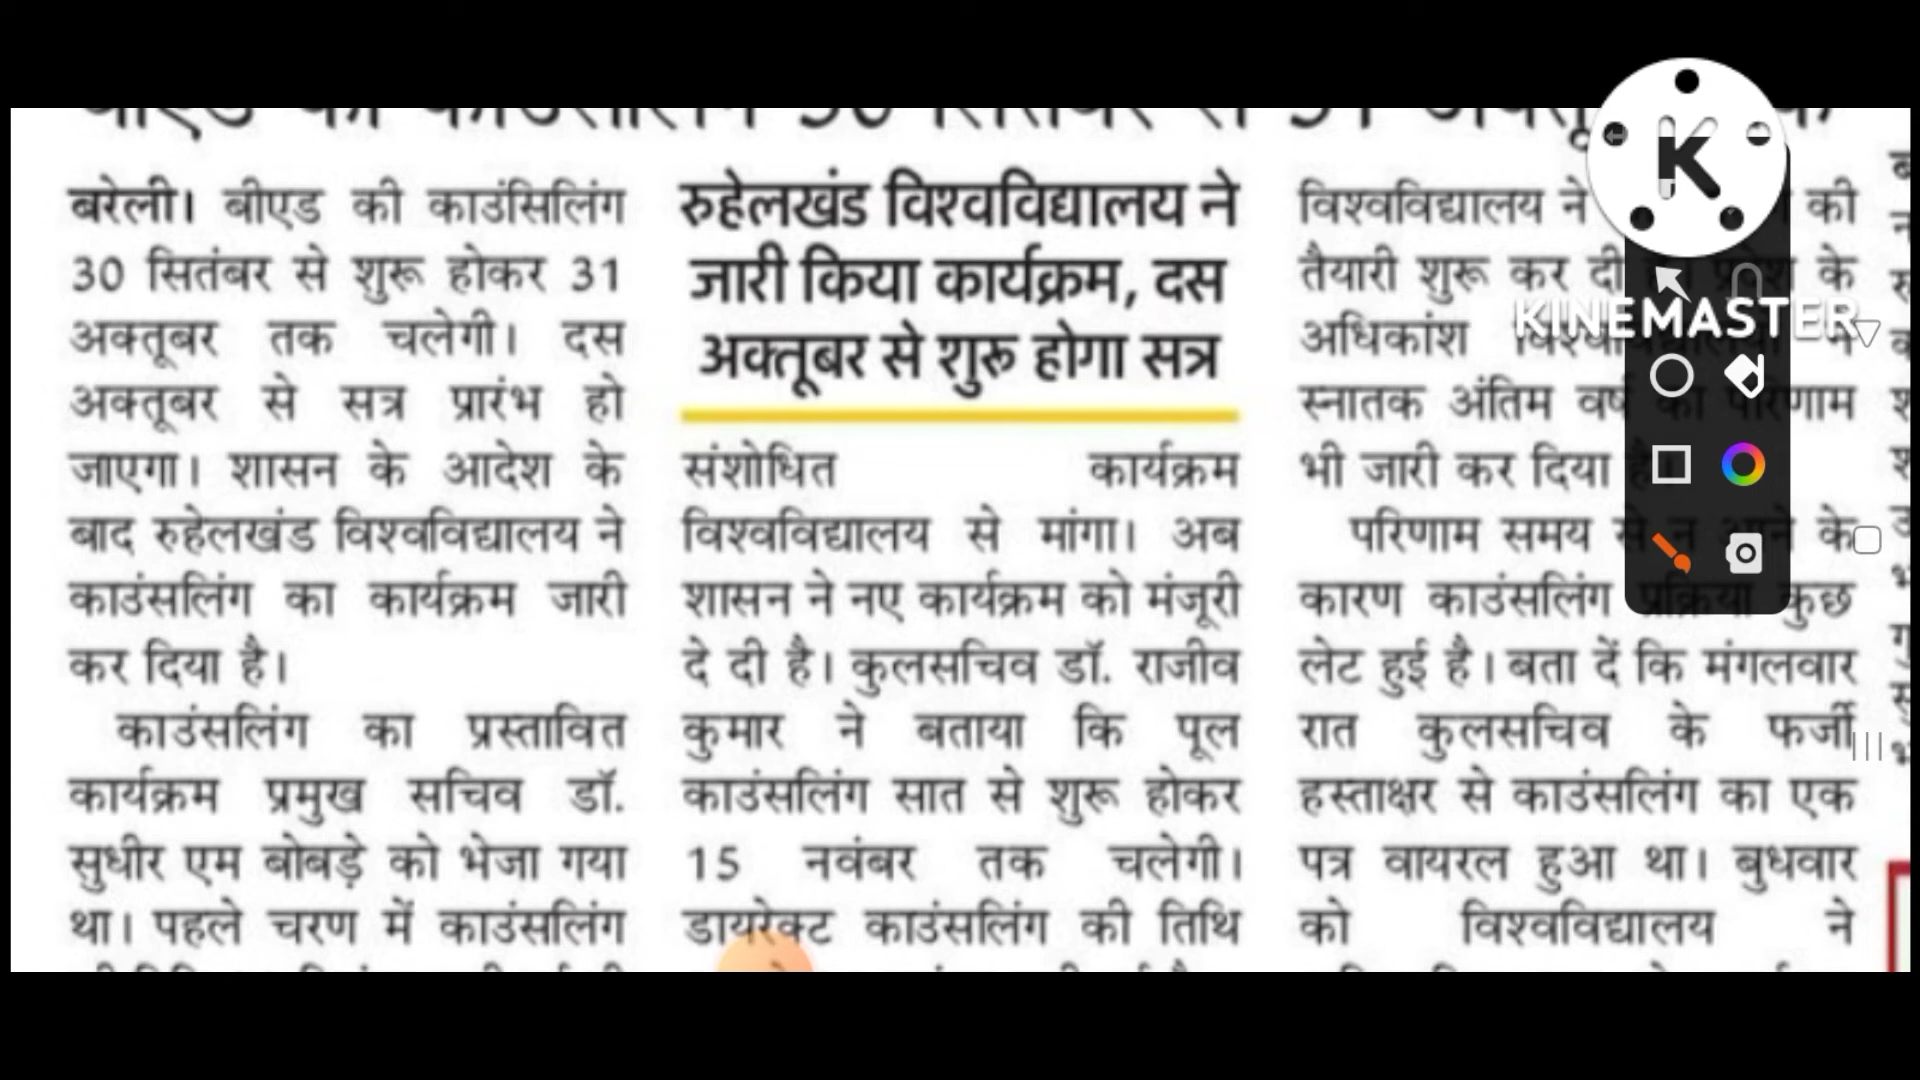 बरेली। बीएड की काउंसिलिंग
30 सितंबर से शुरू होकर 31
अक्तूबर तक चलेगी। दस
अक्तूबर से सत्र प्रारंभ हो
जाएगा। शासन के आदेश के
बाद रुहेलखंड विश्वविद्यालय ने
काउंसलिंग का कार्यक्रम जारी
कर दिया है।
काउंसलिंग का प्रस्तावित
कार्यक्रम प्रमुख सचिव डॉ.
सुधीर एम बोबड़े को भेजा गया
था। पहले चरण में काउंसलिंग
रुहेलखंड विश्वविद्यालय ने
जारी किया कार्यक्रम, दस
अक्तूबर से शुरू होगा सत्र
संशोधित कार्यक्रम
विश्वविद्यालय से मांगा। अब
शासन ने नए कार्यक्रम को मंजूरी
दे दी है। कुलसचिव डॉ. राजीव
कुमार ने बताया कि पूल
काउंसलिंग सात से शुरू होकर
15 नवंबर तक चलेगी।
डायरेक्ट काउंसलिंग की तिथि
विश्वविद्यालय ने की
तैयारी शुरू कर दी के
अधिकांश
स्नातक अंतिम वर्ष का परिणाम
भी जारी कर दिया है
परिणाम समय से न आने के
कारण काउंसलिंग प्रक्रिया कुछ
लेट हुई है। बता दें कि मंगलवार
रात कुलसचिव के फर्जी
हस्ताक्षर से काउंसलिंग का एक
पत्र वायरल हुआ था। बुधवार
को विश्वविद्यालय ने
K
KINEMASTER